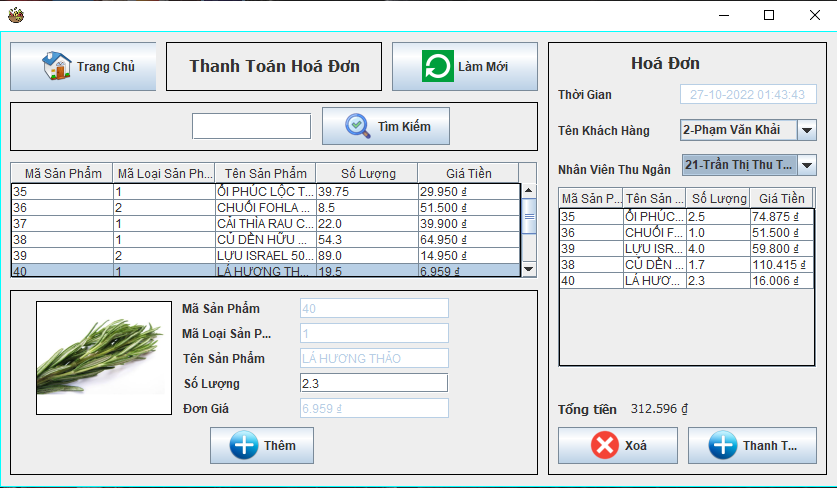 Trang Chủ
Thanh Toán Hoá Đơn
Làm Mới
Tìm Kiếm
Mã Sản Phẩm Mã Loại Sản Ph... Tên Sản Phẩm Số Lượng Giá Tiền
35 1 ỔI PHÚC LỘC T... 39.75 29.950 ₫
36 2 CHUỐI FOHLA ... 8.5 51.500 ₫
37 1 CẢI THÌA RAU C... 22.0 39.900 ₫
38 1 CỦ DỀN HỮU ... 54.3 64.950 ₫
39 2 LỰU ISRAEL 50... 89.0 14.950 ₫
40 1 LÁ HƯƠNG TH... 19.5 6.959 ₫
Mã Sản Phẩm 40
Mã Loại Sản P... 1
Tên Sản Phẩm LÁ HƯƠNG THẢO
Số Lượng 2.3
Đơn Giá 6.959 ₫
Thêm
Hoá Đơn
Thời Gian 27-10-2022 01:43:43
Tên Khách Hàng 2-Phạm Văn Khải
Nhân Viên Thu Ngân 21-Trần Thị Thu T...
Mã Sản P... Tên Sản ... Số Lượng Giá Tiền
35 ỔI PHÚC... 2.5 74.875 ₫
36 CHUỐI F... 1.0 51.500 ₫
39 LỰU ISR... 4.0 59.800 ₫
38 CỦ DỀN ... 1.7 110.415 ₫
40 LÁ HƯƠ... 2.3 16.006 ₫
Tổng tiền 312.596 ₫
Xoá
Thanh T...